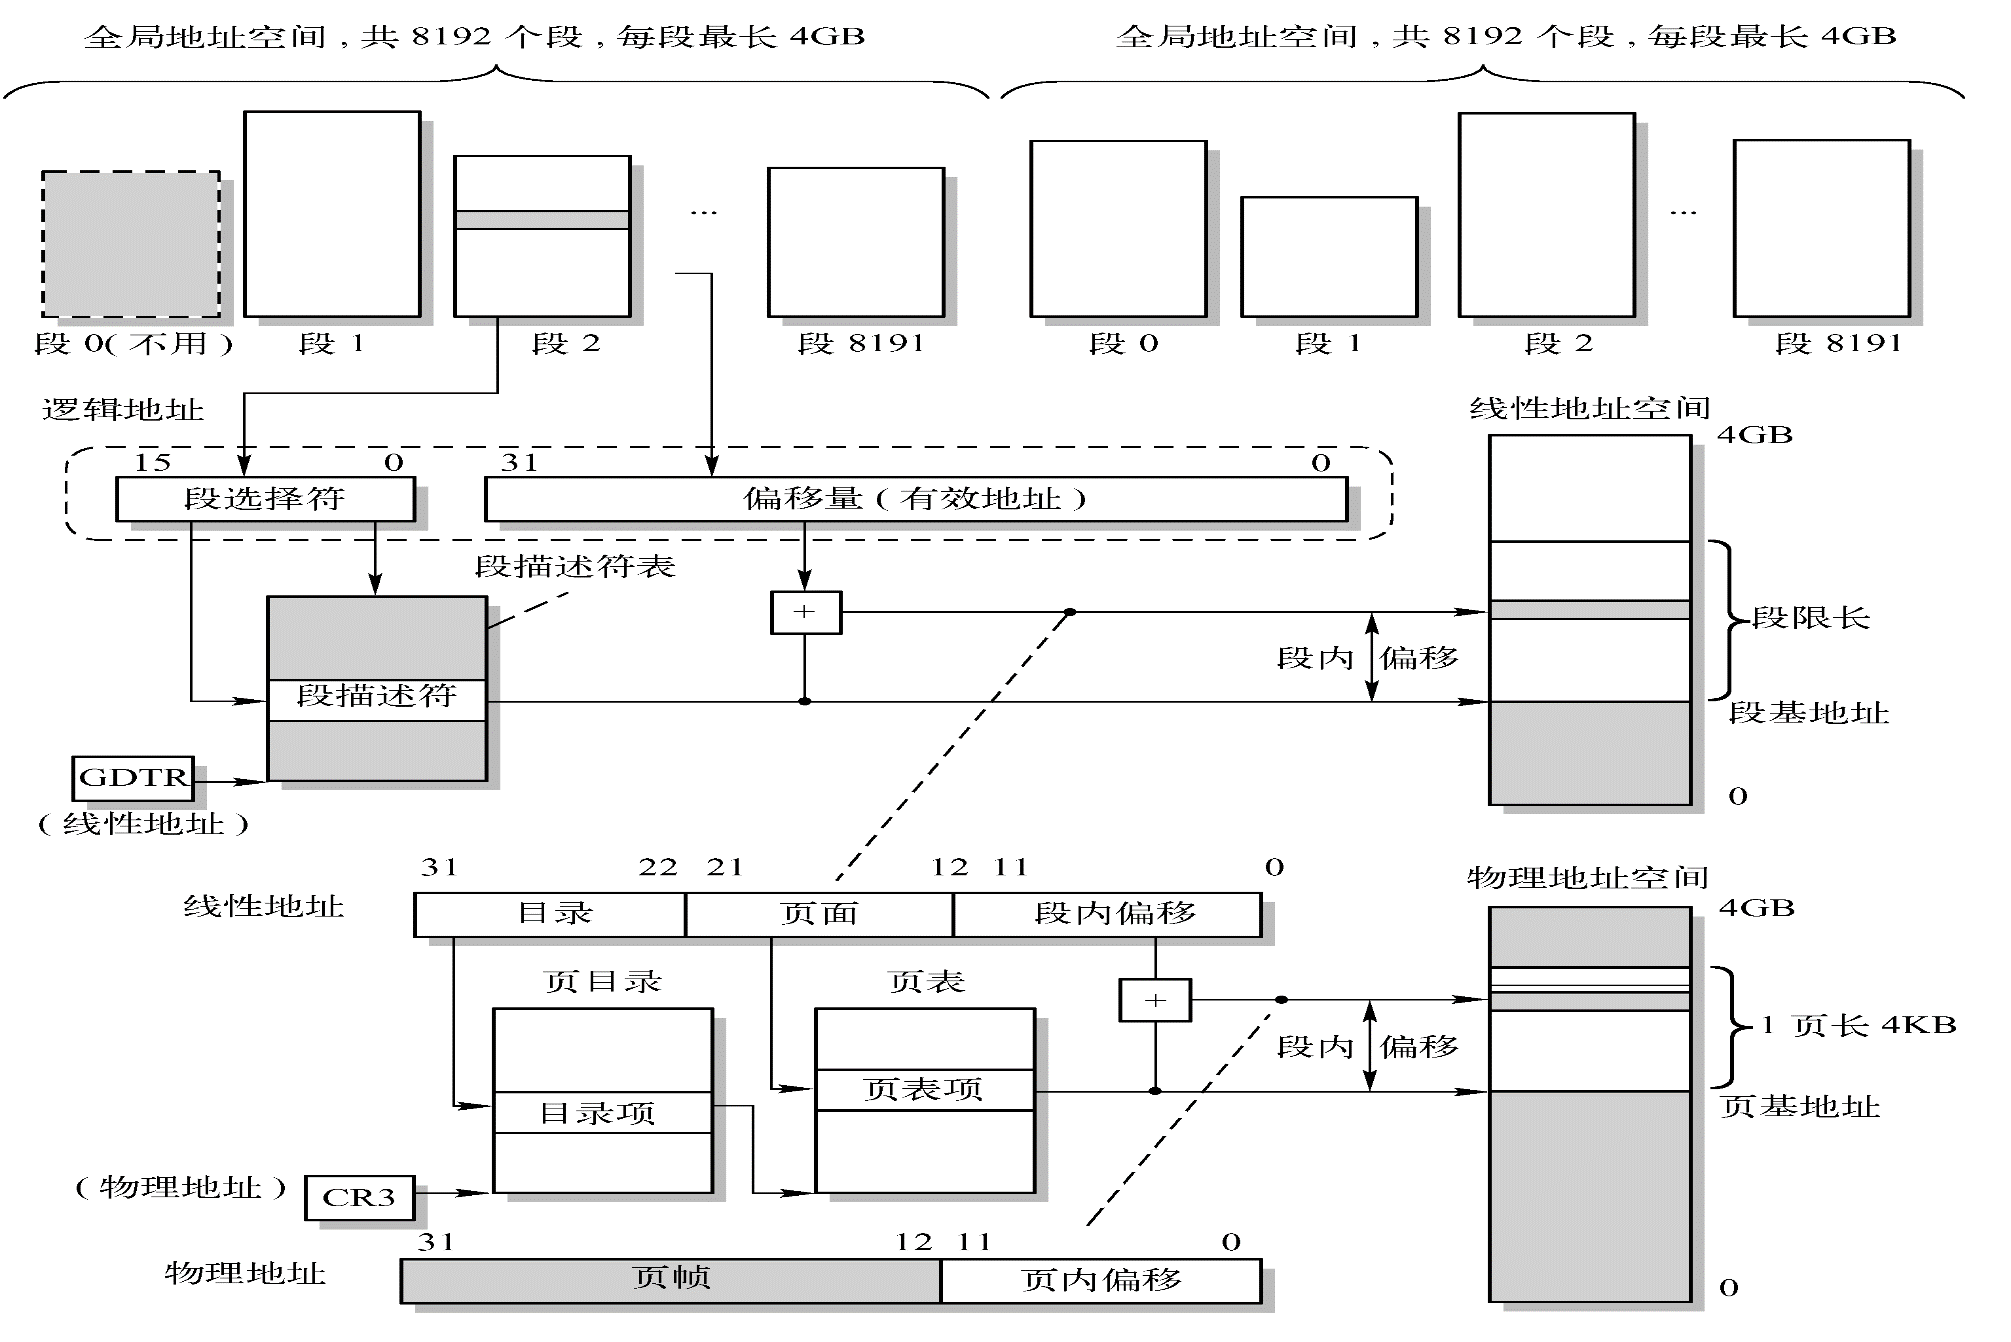 全局地址空间，共 8192 个段，每段最长 4GB
全局地址空间，共 8192 个段，每段最长 4GB
...
...
段 0（不用）
段 1
段 2
段 8191
段 0
段 1
段 2
段 8191
逻辑地址
线性地址空间
4GB
15 0
31 0
段选择符
偏移量（有效地址）
段描述符表
+
段限长
段内 偏移
段描述符
段基地址
GDTR
（线性地址）
0
31 22 21 12 11 0
物理地址空间
线性地址
目录
页面
段内偏移
4GB
页目录
页表
+
1 页长 4KB
段内 偏移
页表项
目录项
页基地址
（物理地址）
CR3
31 12 11 0
物理地址
页帧
页内偏移
0